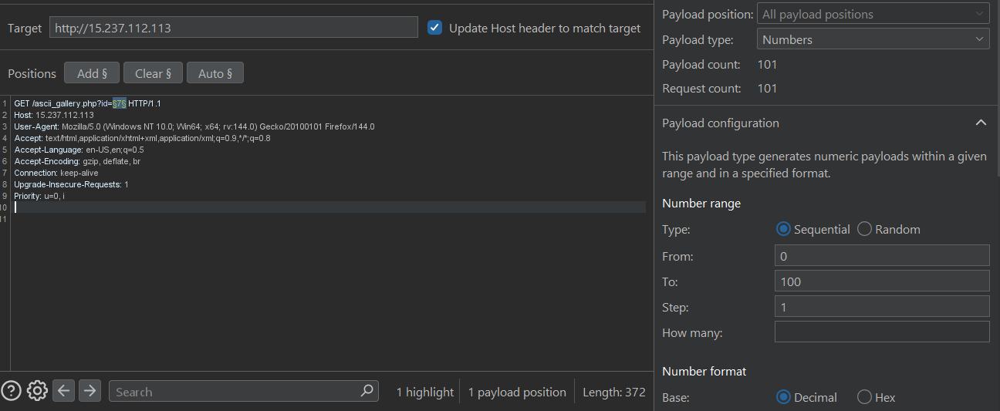 Target http://15.237.112.113 Update Host header to match target
Positions Add § Clear § Auto §
1 GET /ascii_gallery.php?id=§7§ HTTP/1.1
2 Host: 15.237.112.113
3 User-Agent: Mozilla/5.0 (Windows NT 10.0; Win64; x64; rv:144.0) Gecko/20100101 Firefox/144.0
4 Accept: text/html,application/xhtml+xml,application/xml;q=0.9,*/*;q=0.8
5 Accept-Language: en-US,en;q=0.5
6 Accept-Encoding: gzip, deflate, br
7 Connection: keep-alive
8 Upgrade-Insecure-Requests: 1
9 Priority: u=0, i
10
11
Search 1 highlight 1 payload position Length: 372
Payload position: All payload positions
Payload type: Numbers
Payload count: 101
Request count: 101
Payload configuration
This payload type generates numeric payloads within a given
range and in a specified format.
Number range
Type: Sequential Random
From: 0
To: 100
Step: 1
How many:
Number format
Base: Decimal Hex